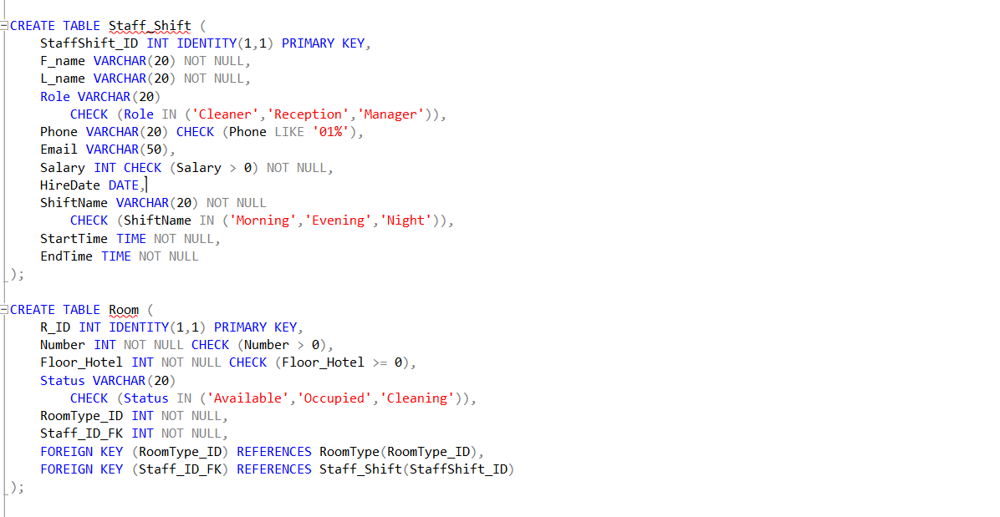 CREATE TABLE Staff_Shift (
    StaffShift_ID INT IDENTITY(1,1) PRIMARY KEY,
    F_name VARCHAR(20) NOT NULL,
    L_name VARCHAR(20) NOT NULL,
    Role VARCHAR(20)
        CHECK (Role IN ('Cleaner','Reception','Manager')),
    Phone VARCHAR(20) CHECK (Phone LIKE '01%'),
    Email VARCHAR(50),
    Salary INT CHECK (Salary > 0) NOT NULL,
    HireDate DATE,
    ShiftName VARCHAR(20) NOT NULL
        CHECK (ShiftName IN ('Morning','Evening','Night')),
    StartTime TIME NOT NULL,
    EndTime TIME NOT NULL
);
CREATE TABLE Room (
    R_ID INT IDENTITY(1,1) PRIMARY KEY,
    Number INT NOT NULL CHECK (Number > 0),
    Floor_Hotel INT NOT NULL CHECK (Floor_Hotel >= 0),
    Status VARCHAR(20)
        CHECK (Status IN ('Available','Occupied','Cleaning')),
    RoomType_ID INT NOT NULL,
    Staff_ID_FK INT NOT NULL,
    FOREIGN KEY (RoomType_ID) REFERENCES RoomType(RoomType_ID),
    FOREIGN KEY (Staff_ID_FK) REFERENCES Staff_Shift(StaffShift_ID)
);